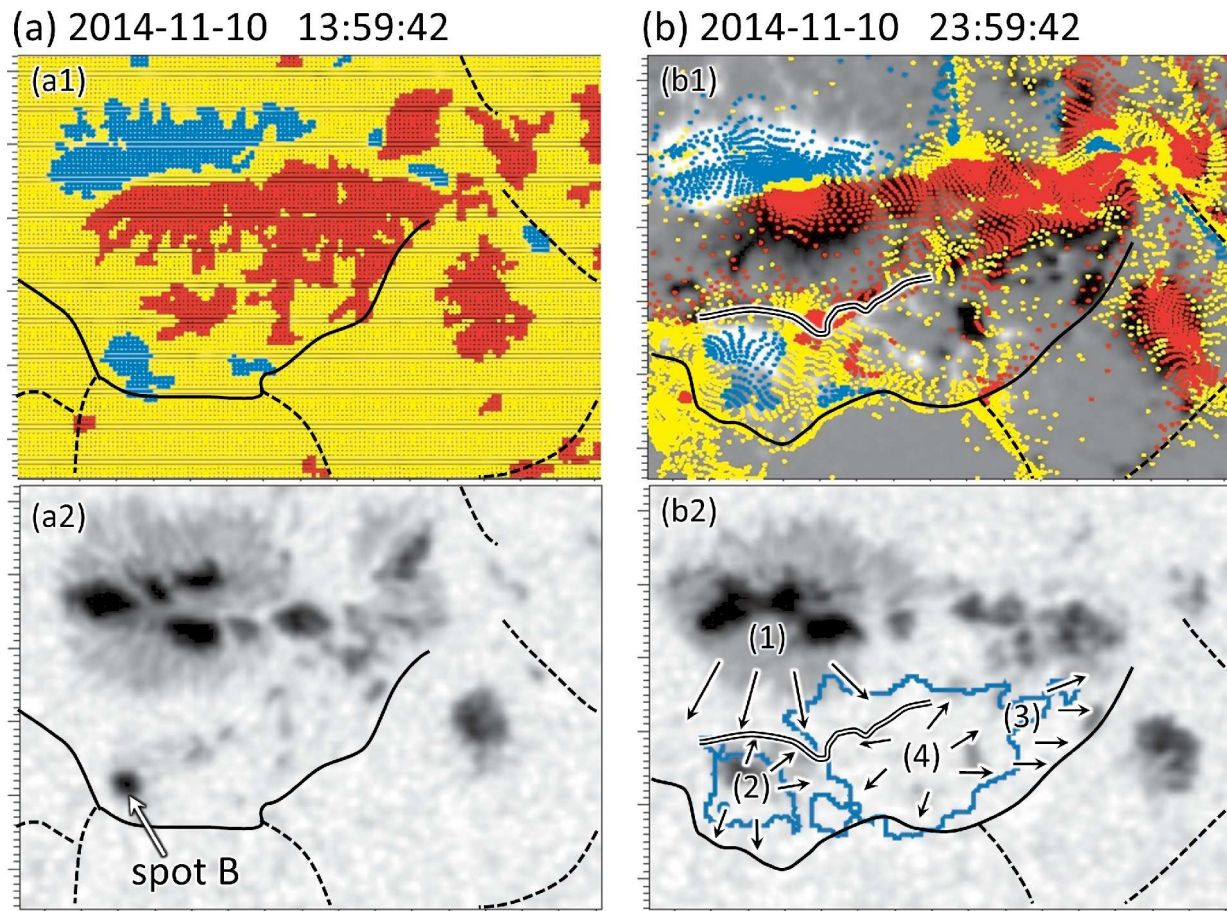 (a) 2014-11-10 13:59:42
(b) 2014-11-10 23:59:42
(a1)
(b1)
(a2)
spot B
(b2)
(1)
(2)
(3)
(4)